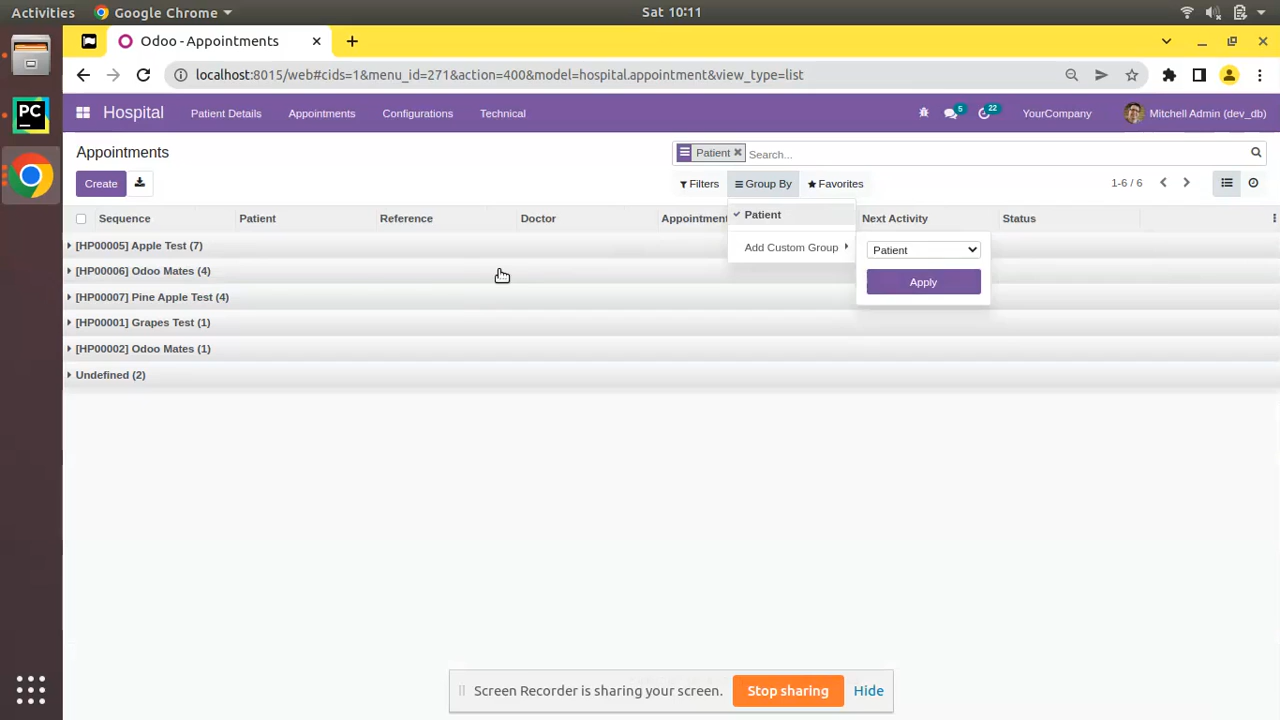 Activities Google Chrome Sat 10:11
Odoo - Appointments
localhost:8015/web#cids=1&menu_id=271&action=400&model=hospital.appointment&view_type=list
PC
Hospital Patient Details Appointments Configurations Technical 5 22 YourCompany Mitchell Admin (dev_db)
Appointments
Patient Search...
Create Filters Group By Favorites 1-6 / 6
Sequence Patient Reference Doctor Appointment Next Activity Status
Patient
Add Custom Group
Patient
Apply
[HP00005] Apple Test (7)
[HP00006] Odoo Mates (4)
[HP00007] Pine Apple Test (4)
[HP00001] Grapes Test (1)
[HP00002] Odoo Mates (1)
Undefined (2)
Screen Recorder is sharing your screen. Stop sharing Hide